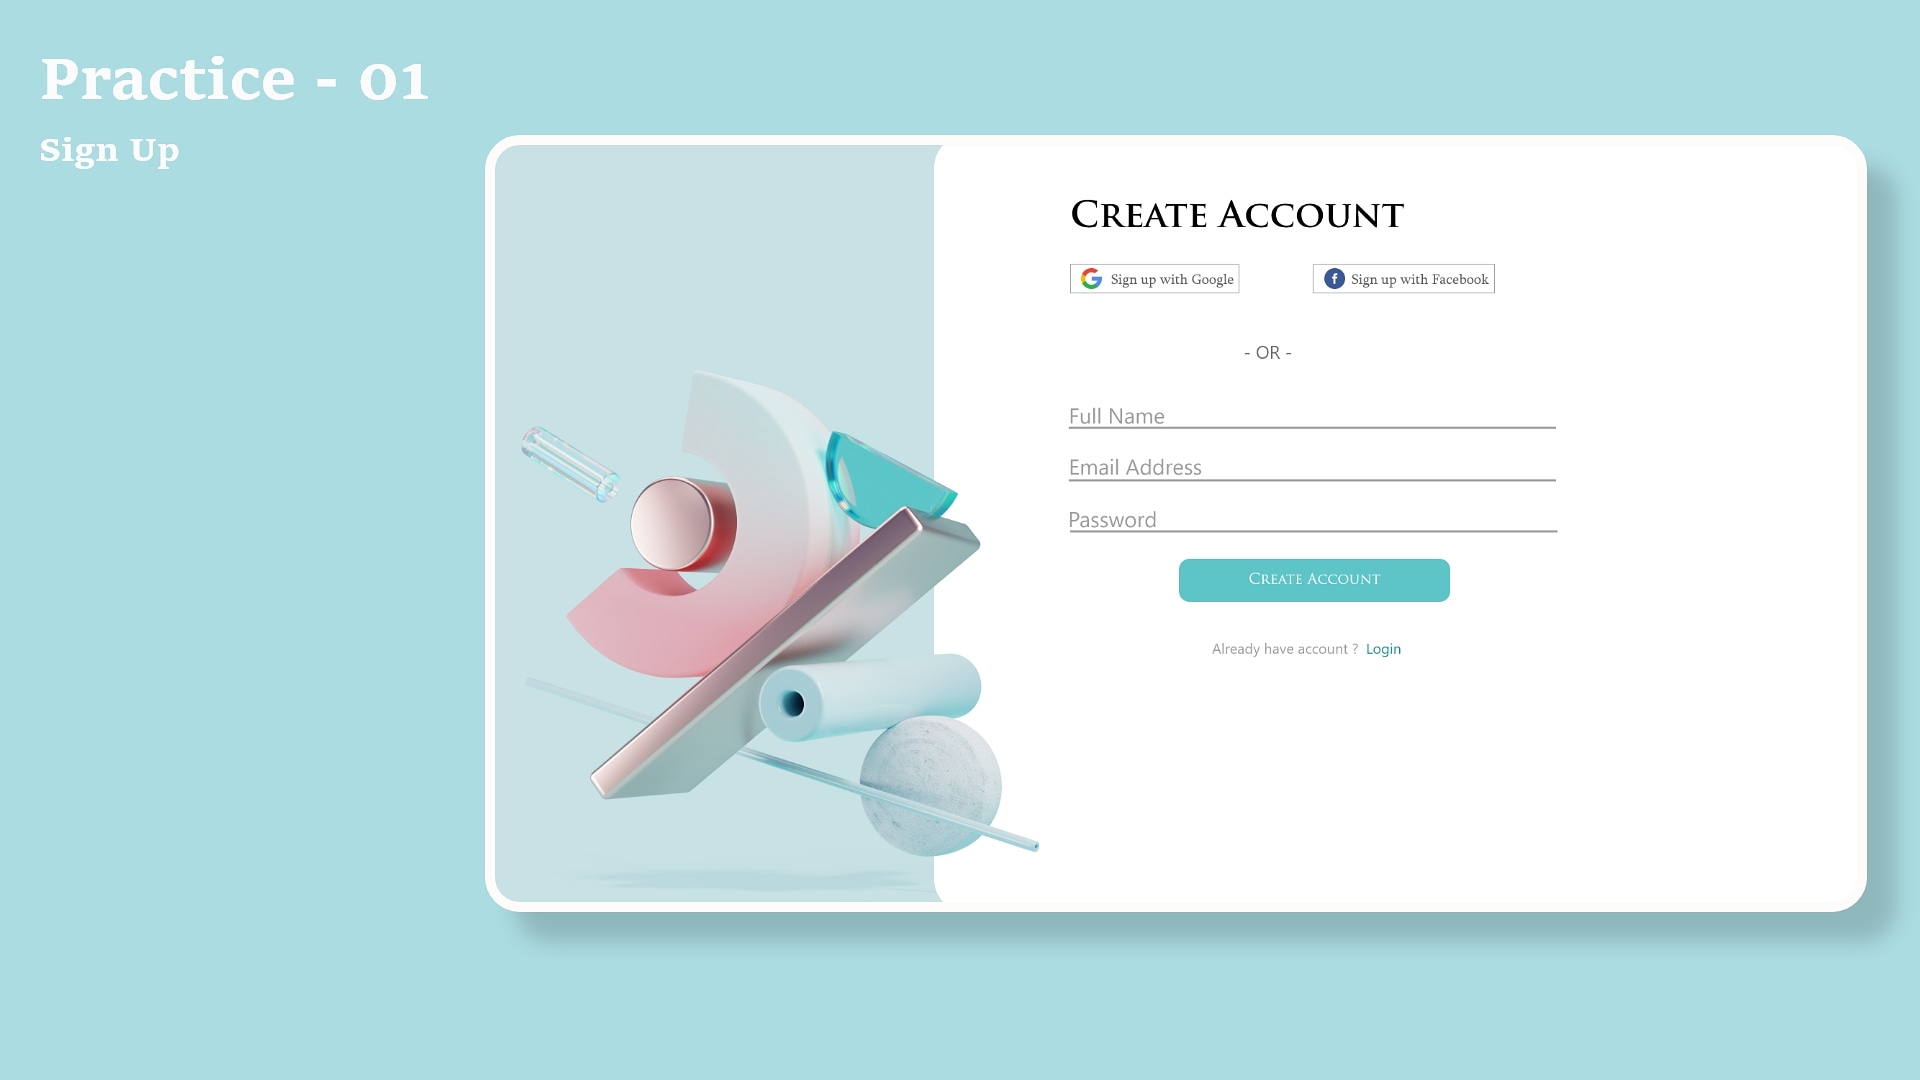 Practice - 01
Sign Up
Create Account
Sign up with Google
Sign up with Facebook
- OR -
Full Name
Email Address
Password
Create Account
Already have account ? Login